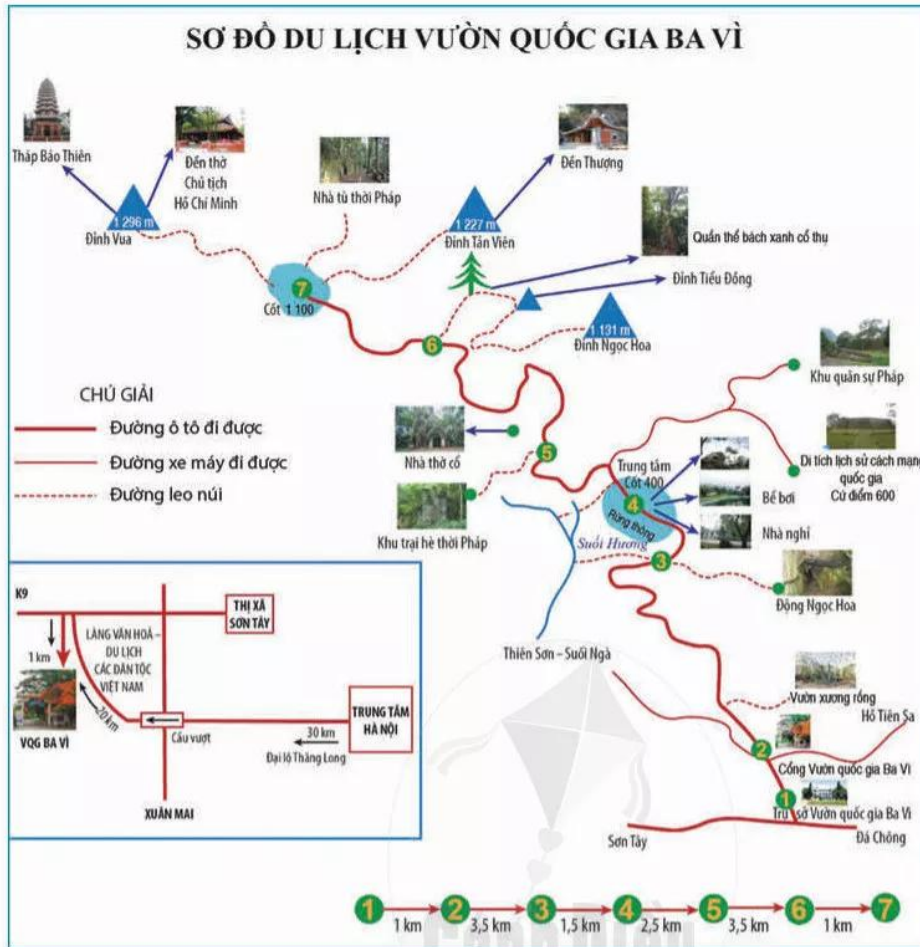 SƠ ĐỒ DU LỊCH VƯỜN QUỐC GIA BA VÌ
Tháp Báo Thiên
Đền thờ
Chủ tịch
Hồ Chí Minh
1 296 m
Đỉnh Vua
Nhà tù thời Pháp
Đền Thượng
1 227 m
Đỉnh Tản Viên
Quần thể bách xanh cổ thụ
Đỉnh Tiểu Đồng
7
Cốt 1 100
6
1 131 m
Đỉnh Ngọc Hoa
Khu quân sự Pháp
CHÚ GIẢI
Đường ô tô đi được
Đường xe máy đi được
Đường leo núi
Nhà thờ cổ
5
Khu trại hè thời Pháp
Trung tâm
Cốt 400
4
Rừng thông
Di tích lịch sử cách mạng
quốc gia
Cứ điểm 600
Bể bơi
Nhà nghỉ
Suối Hương
3
Động Ngọc Hoa
Thiên Sơn – Suối Ngà
Vườn xương rồng
Hồ Tiên Sa
2
Cổng Vườn quốc gia Ba Vì
1
Trụ sở Vườn quốc gia Ba Vì
Sơn Tây
Đá Chông
K9
THỊ XÃ
SƠN TÂY
1 km
LÀNG VĂN HOÁ –
DU LỊCH
CÁC DÂN TỘC
VIỆT NAM
20 km
VQG BA VÌ
Cầu vượt
30 km
Đại lộ Thăng Long
TRUNG TÂM
HÀ NỘI
XUÂN MAI
1 2 3 4 5 6 7
1 km 3,5 km 1,5 km 2,5 km 3,5 km 1 km